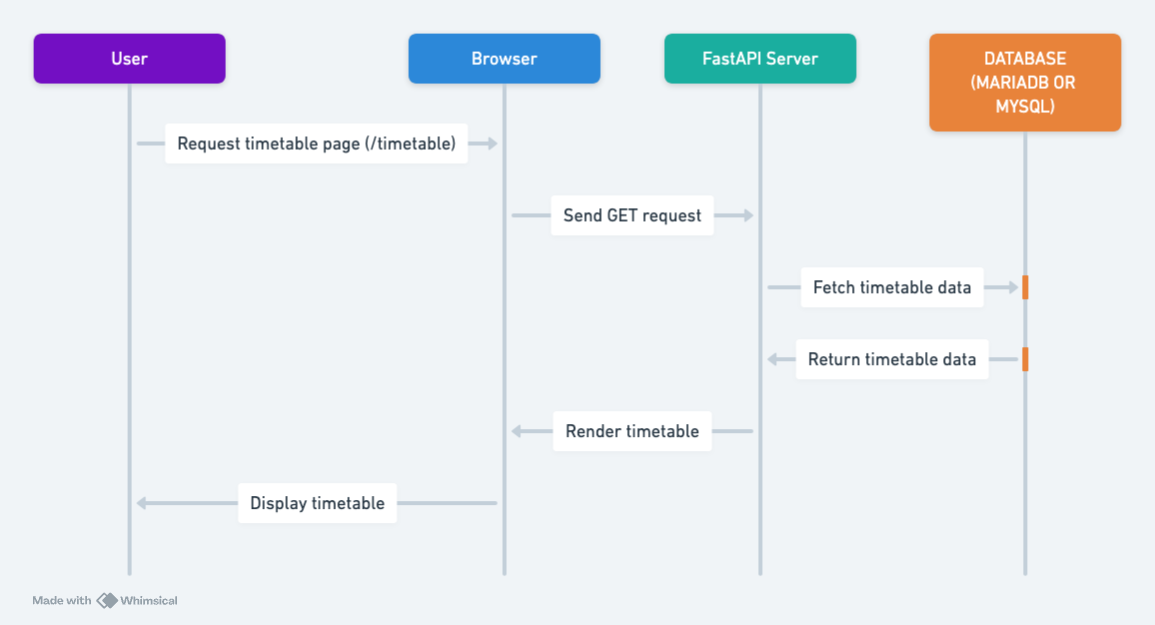 User
Browser
FastAPI Server
DATABASE
(MARIADB OR
MYSQL)
Request timetable page (/timetable)
Send GET request
Fetch timetable data
Return timetable data
Render timetable
Display timetable
Made with Whimsical